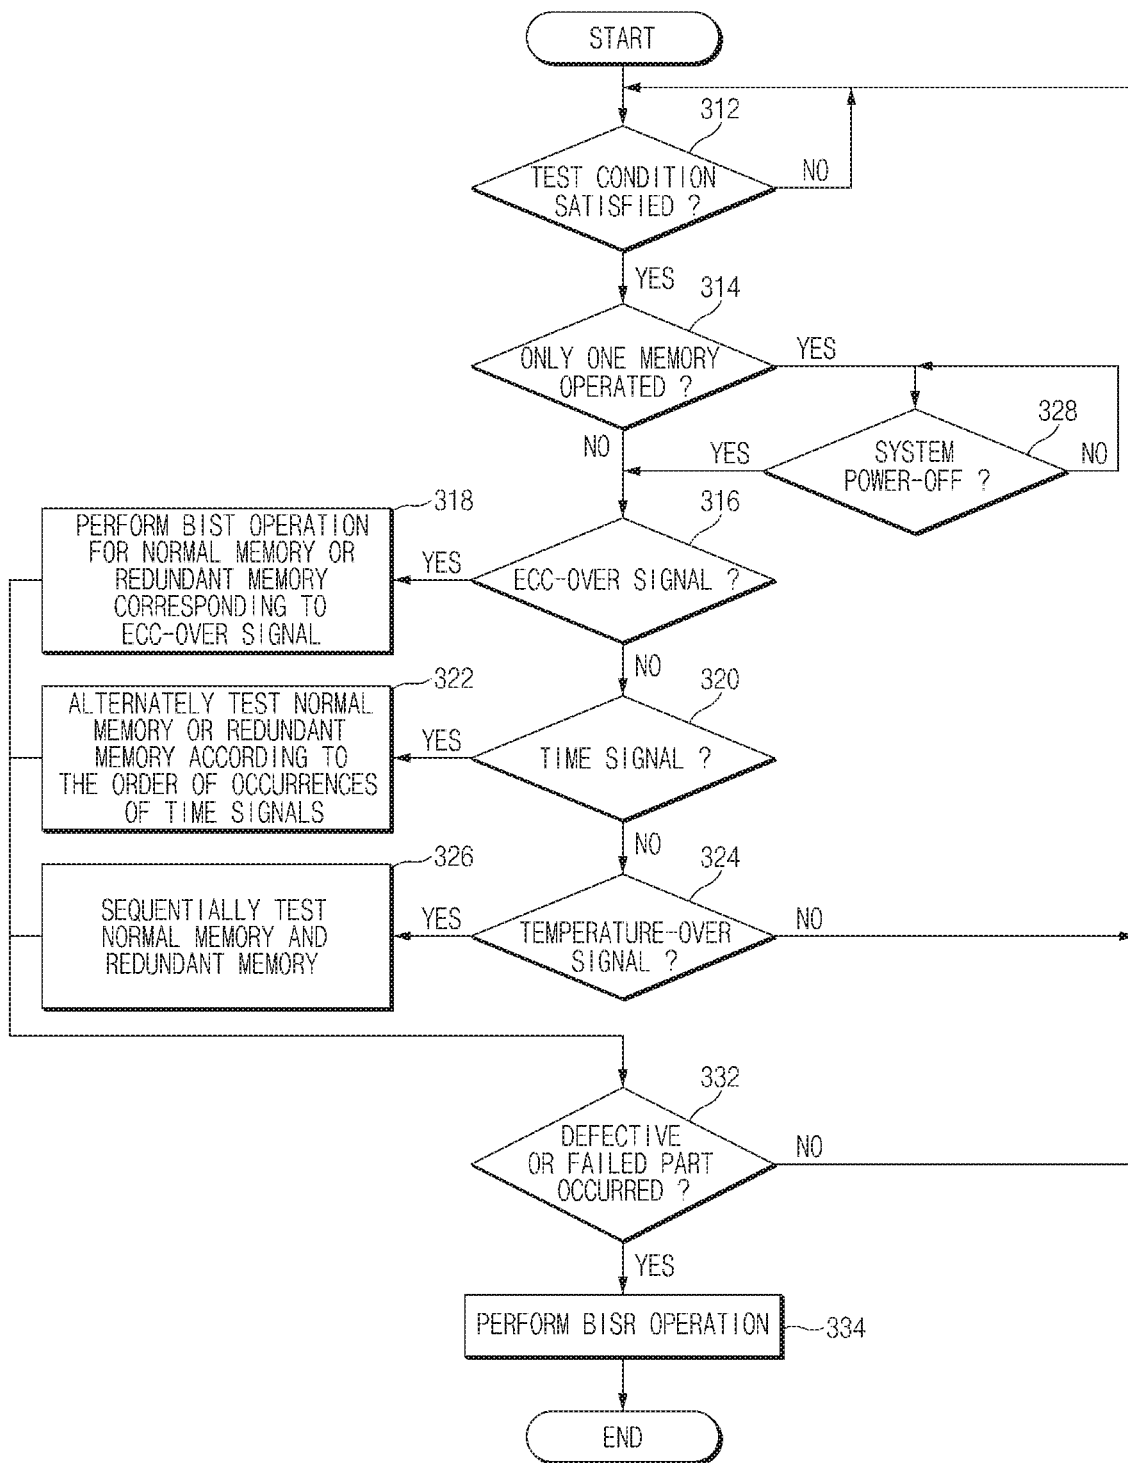 START
312
TEST CONDITION
SATISFIED ?
NO
YES
314
ONLY ONE MEMORY
OPERATED ?
YES
NO
328
SYSTEM
POWER-OFF ?
YES
NO
316
ECC-OVER SIGNAL ?
YES
NO
318
PERFORM BIST OPERATION
FOR NORMAL MEMORY OR
REDUNDANT MEMORY
CORRESPONDING TO
ECC-OVER SIGNAL
320
TIME SIGNAL ?
YES
NO
322
ALTERNATELY TEST NORMAL
MEMORY OR REDUNDANT
MEMORY ACCORDING TO
THE ORDER OF OCCURRENCES
OF TIME SIGNALS
324
TEMPERATURE-OVER
SIGNAL ?
YES
NO
326
SEQUENTIALLY TEST
NORMAL MEMORY AND
REDUNDANT MEMORY
332
DEFECTIVE
OR FAILED PART
OCCURRED ?
NO
YES
PERFORM BISR OPERATION
334
END